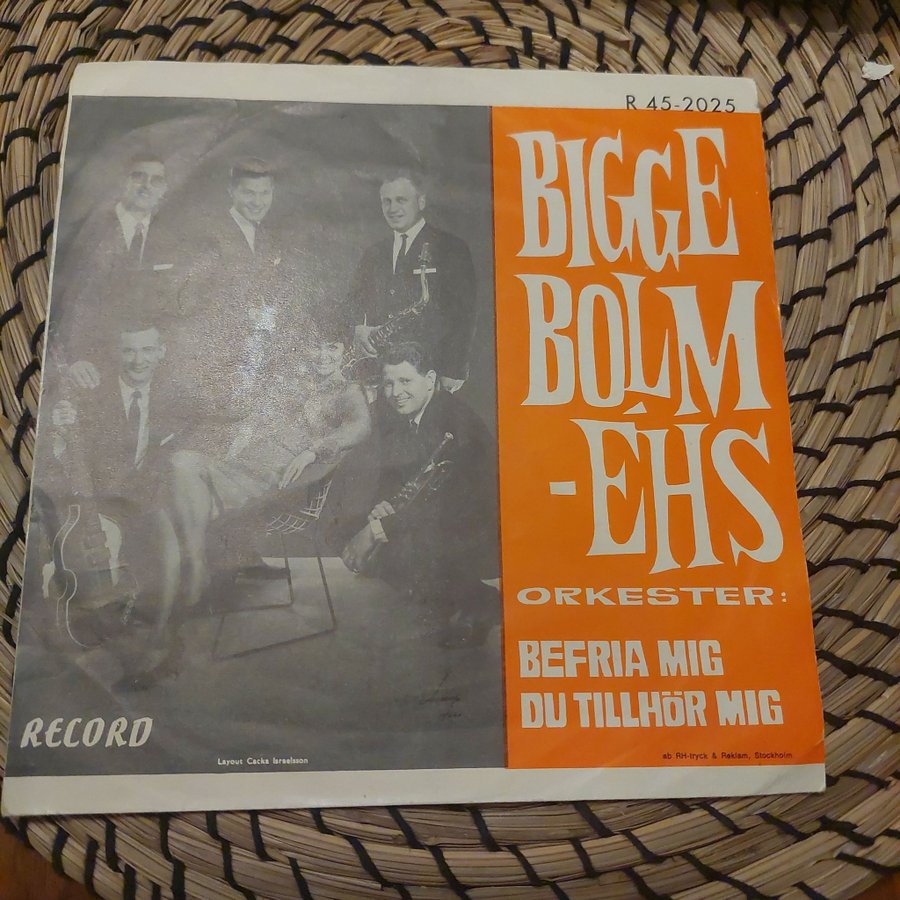 R 45-2025
BIGGE
BOLM
-ÉHS
ORKESTER:
BEFRIA MIG
DU TILLHÖR MIG
RECORD
Layout Cacka Israelsson
ab RH-tryck & Reklam, Stockholm.